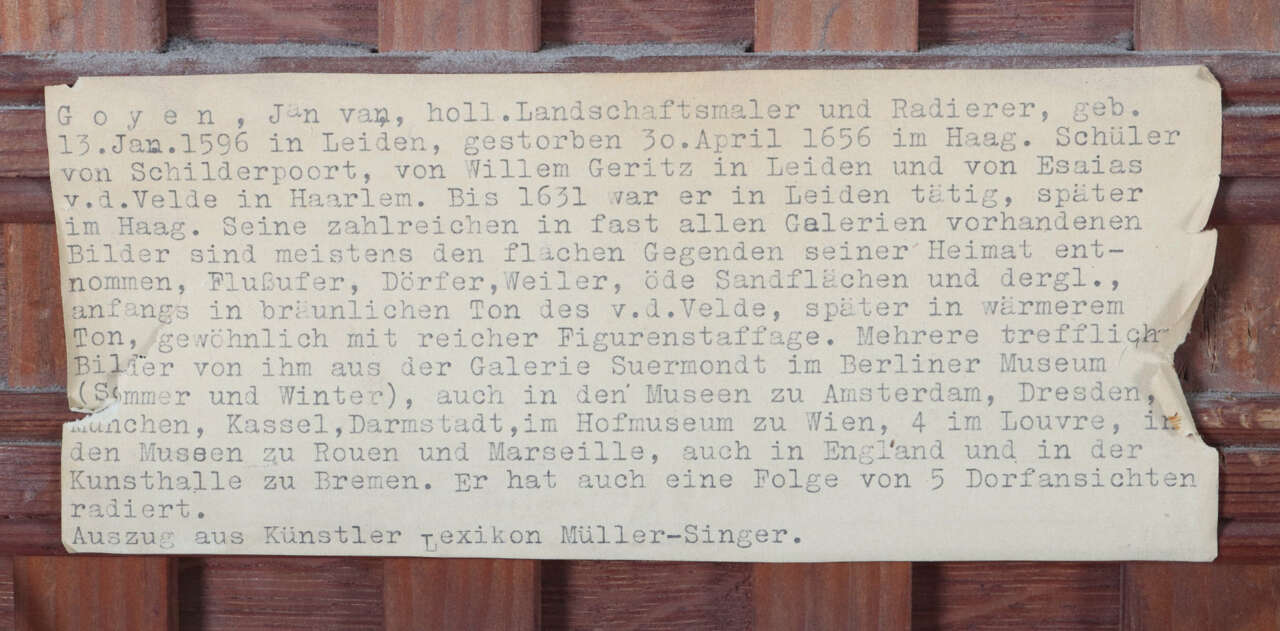 G o y e n , Jan van, holl.Landschaftsmaler und Radierer, geb.
13.Jan.1596 in Leiden, gestorben 30.April 1656 im Haag. Schüler
von Schilderpoort, von Willem Geritz in Leiden und von Esaias
v.d.Velde in Haarlem. Bis 1631 war er in Leiden tätig, später
im Haag. Seine zahlreichen in fast allen Galerien vorhandenen
Bilder sind meistens den flachen Gegenden seiner Heimat ent-
nommen, Flußufer, Dörfer,Weiler, öde Sandflächen und dergl.,
anfangs in bräunlichen Ton des v.d.Velde, später in wärmerem
Ton, gewöhnlich mit reicher Figurenstaffage. Mehrere trefflich
Bilder von ihm aus der Galerie Suermondt im Berliner Museum
(Sommer und Winter), auch in den Museen zu Amsterdam, Dresden,
München, Kassel,Darmstadt,im Hofmuseum zu Wien, 4 im Louvre, in
den Museen zu Rouen und Marseille, auch in England und in der
Kunsthalle zu Bremen. Er hat auch eine Folge von 5 Dorfansichten
radiert.
Auszug aus Künstler Lexikon Müller-Singer.